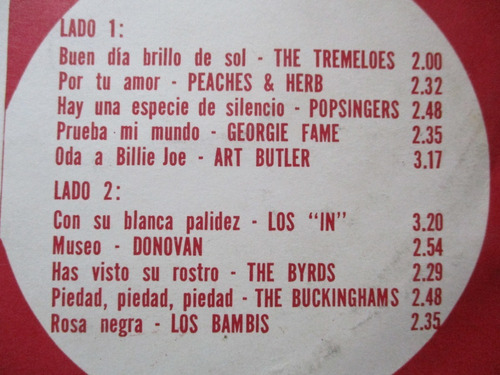 LADO 1:
Buen día brillo de sol - THE TREMELOES 2.00
Por tu amor - PEACHES & HERB 2.32
Hay una especie de silencio - POPSINGERS 2.48
Prueba mi mundo - GEORGIE FAME 2.35
Oda a Billie Joe - ART BUTLER 3.17
LADO 2:
Con su blanca palidez - LOS "IN" 3.20
Museo - DONOVAN 2.54
Has visto su rostro - THE BYRDS 2.29
Piedad, piedad, piedad - THE BUCKINGHAMS 2.48
Rosa negra - LOS BAMBIS 2.35